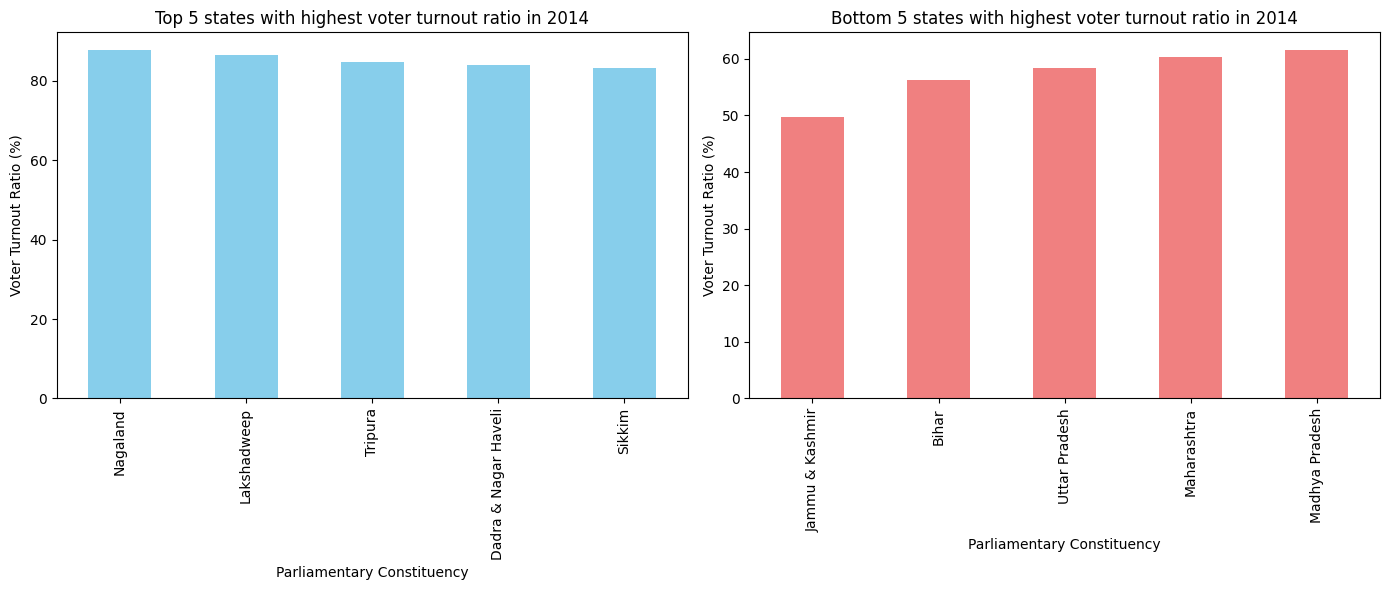 Top 5 states with highest voter turnout ratio in 2014
Voter Turnout Ratio (%)
80
60
40
20
0
Nagaland
Lakshadweep
Tripura
Dadra & Nagar Haveli
Sikkim
Parliamentary Constituency
Bottom 5 states with highest voter turnout ratio in 2014
Voter Turnout Ratio (%)
60
50
40
30
20
10
0
Jammu & Kashmir
Bihar
Uttar Pradesh
Maharashtra
Madhya Pradesh
Parliamentary Constituency